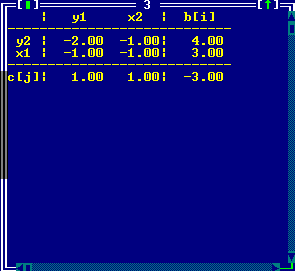 3
¦ y1 x2 ¦ b[i]
y2 ¦ -2.00 -1.00¦ 4.00
x1 ¦ -1.00 -1.00¦ 3.00
c[j]¦ 1.00 1.00¦ -3.00